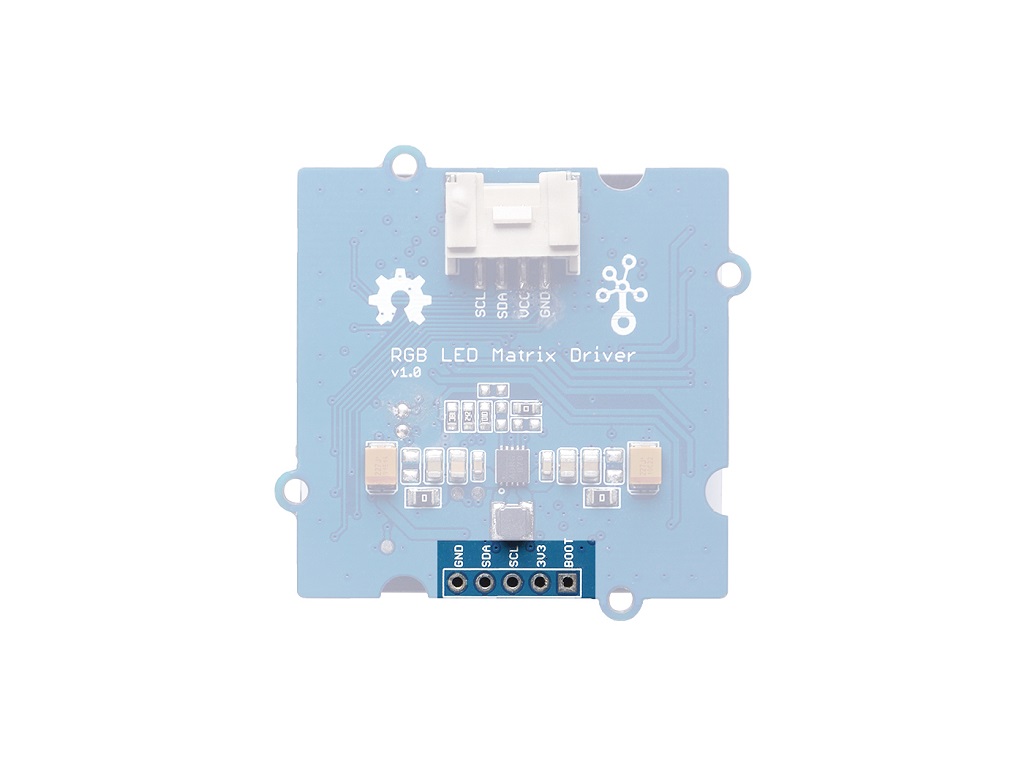 SCL
SDA
VCC
GND
RGB LED Matrix Driver
v1.0
GND
SDA
SCL
3V3
BOOT